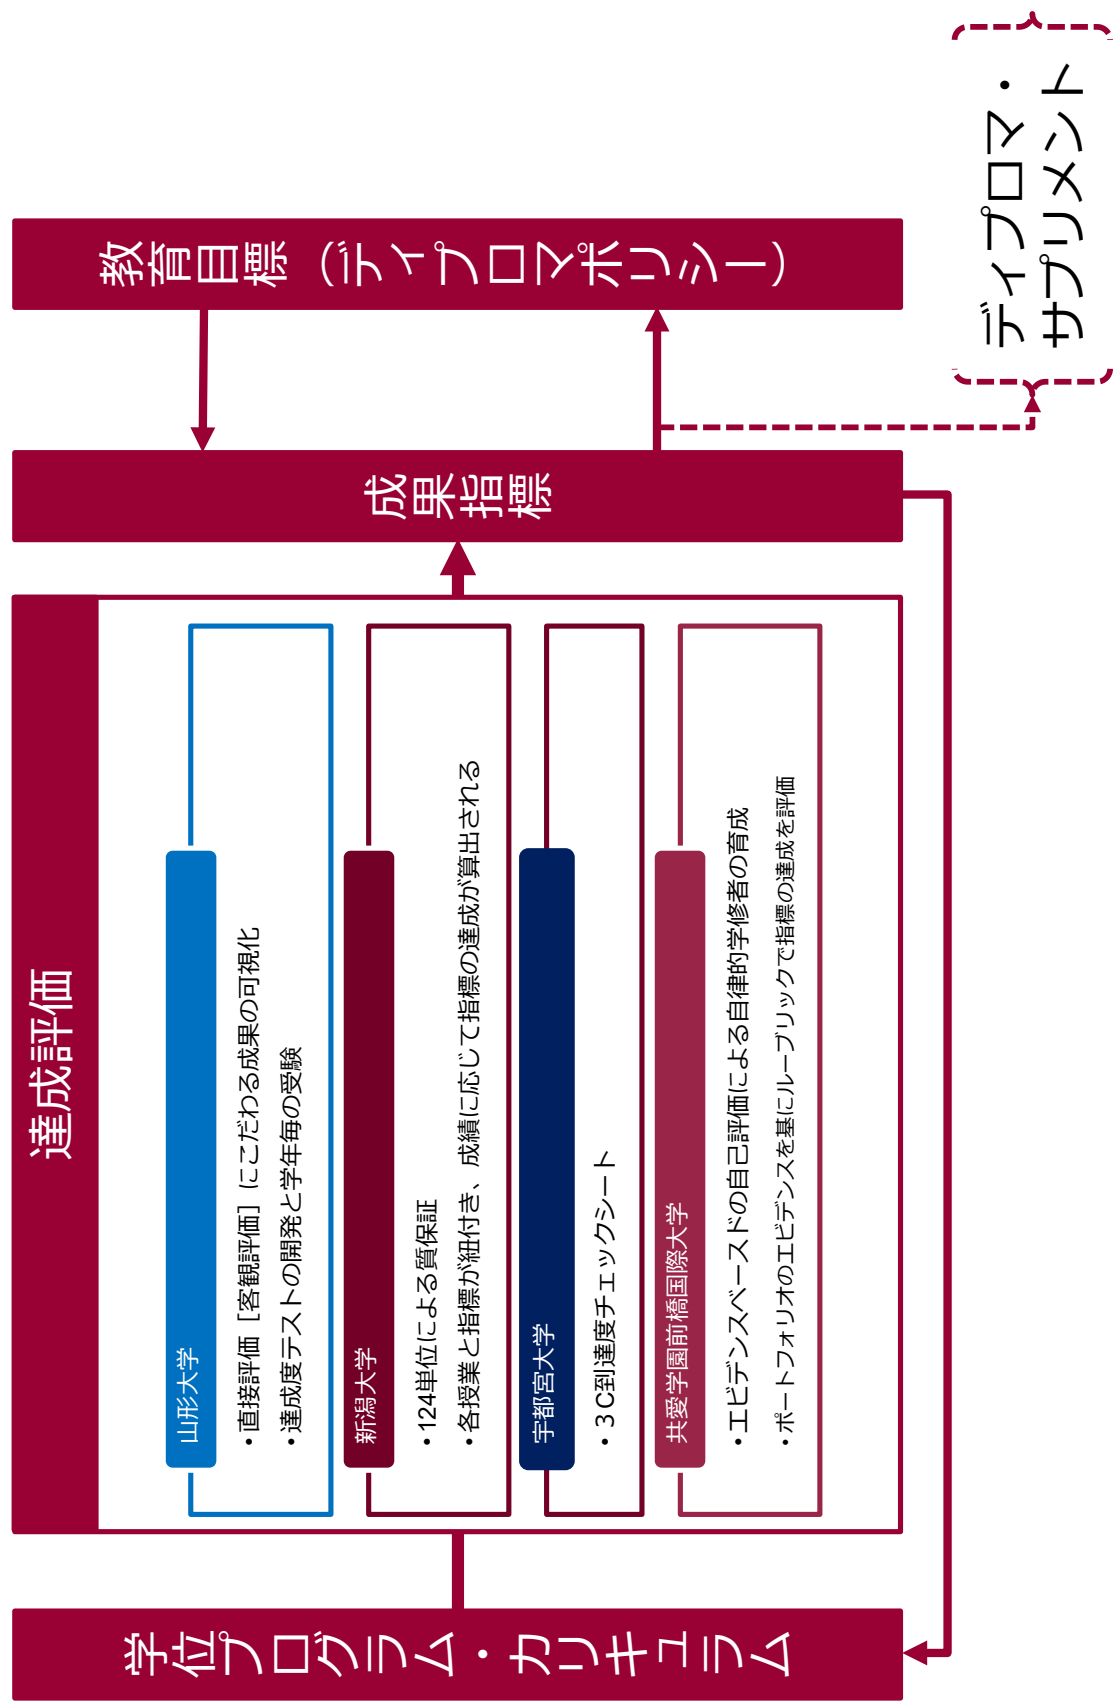 学位プログラム・カリキュラム
達成評価
山形大学
・直接評価［客観評価］にこだわる成果の可視化
・達成度テストの開発と学年毎の受験
新潟大学
・124単位による質保証
・各授業と指標が紐付き、成績に応じて指標の達成が算出される
宇都宮大学
・３C到達度チェックシート
共愛学園前橋国際大学
・エビデンスベースドの自己評価による自律的学修者の育成
・ポートフォリオのエビデンスを基にルーブリックで指標の達成を評価
成果指標
教育目標（ディプロマポリシー）
ディプロマ・
サプリメント